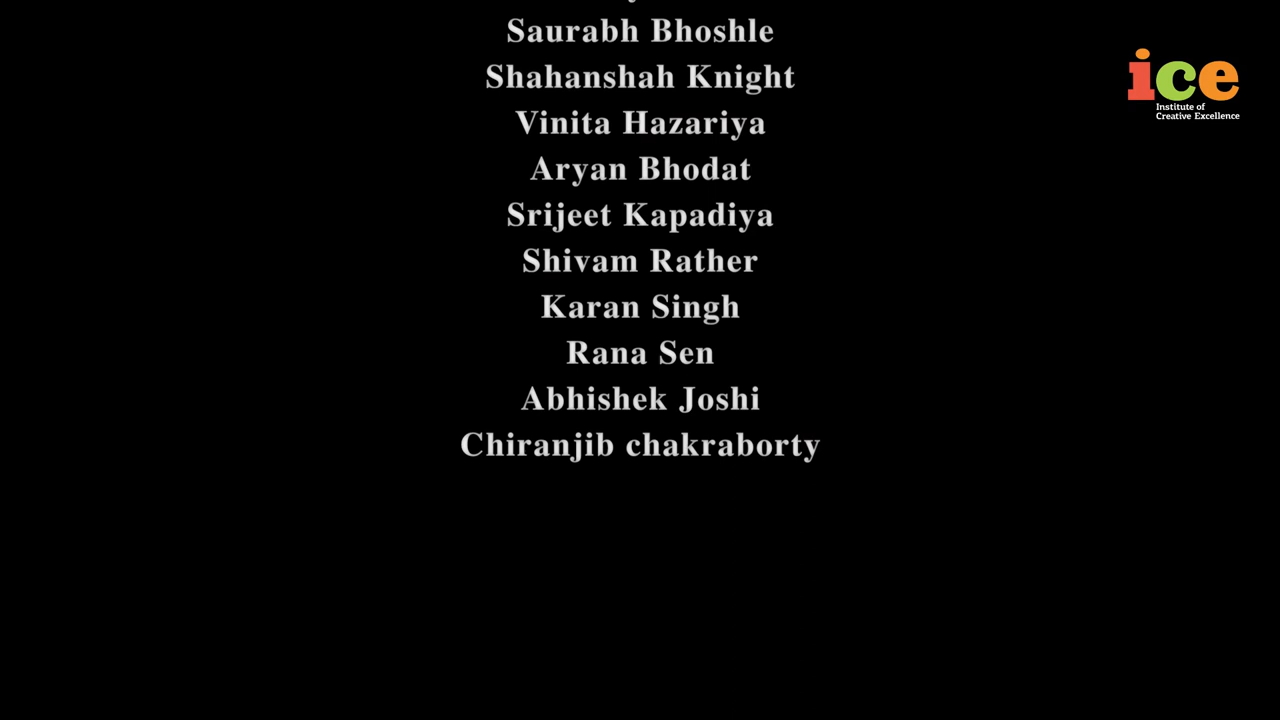 Saurabh Bhoshle
Shahanshah Knight
Vinita Hazariya
Aryan Bhodat
Srijeet Kapadiya
Shivam Rather
Karan Singh
Rana Sen
Abhishek Joshi
Chiranjib chakraborty
ice
Institute of
Creative Excellence